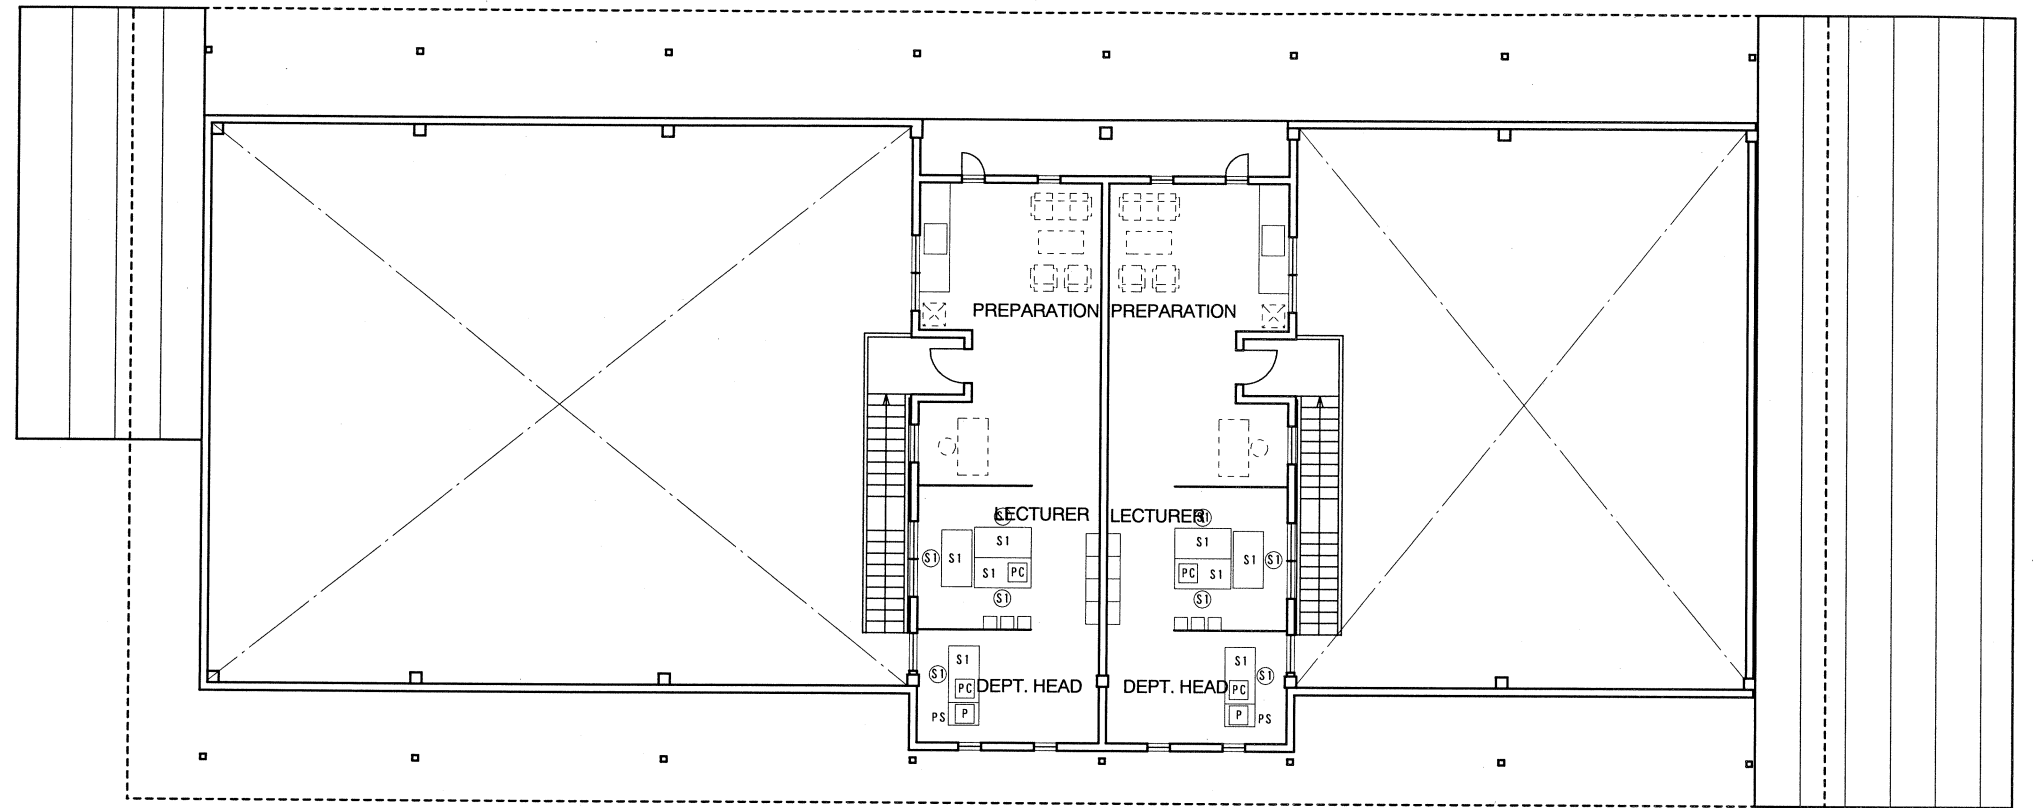 PREPARATION PREPARATION
S1 LECTURER LECTURER S1
S1 S1 S1 S1 S1 S1
S1 PC PC S1
S1 S1
S1 S1
S1 PC DEPT. HEAD DEPT. HEAD PC S1
PS P P PS